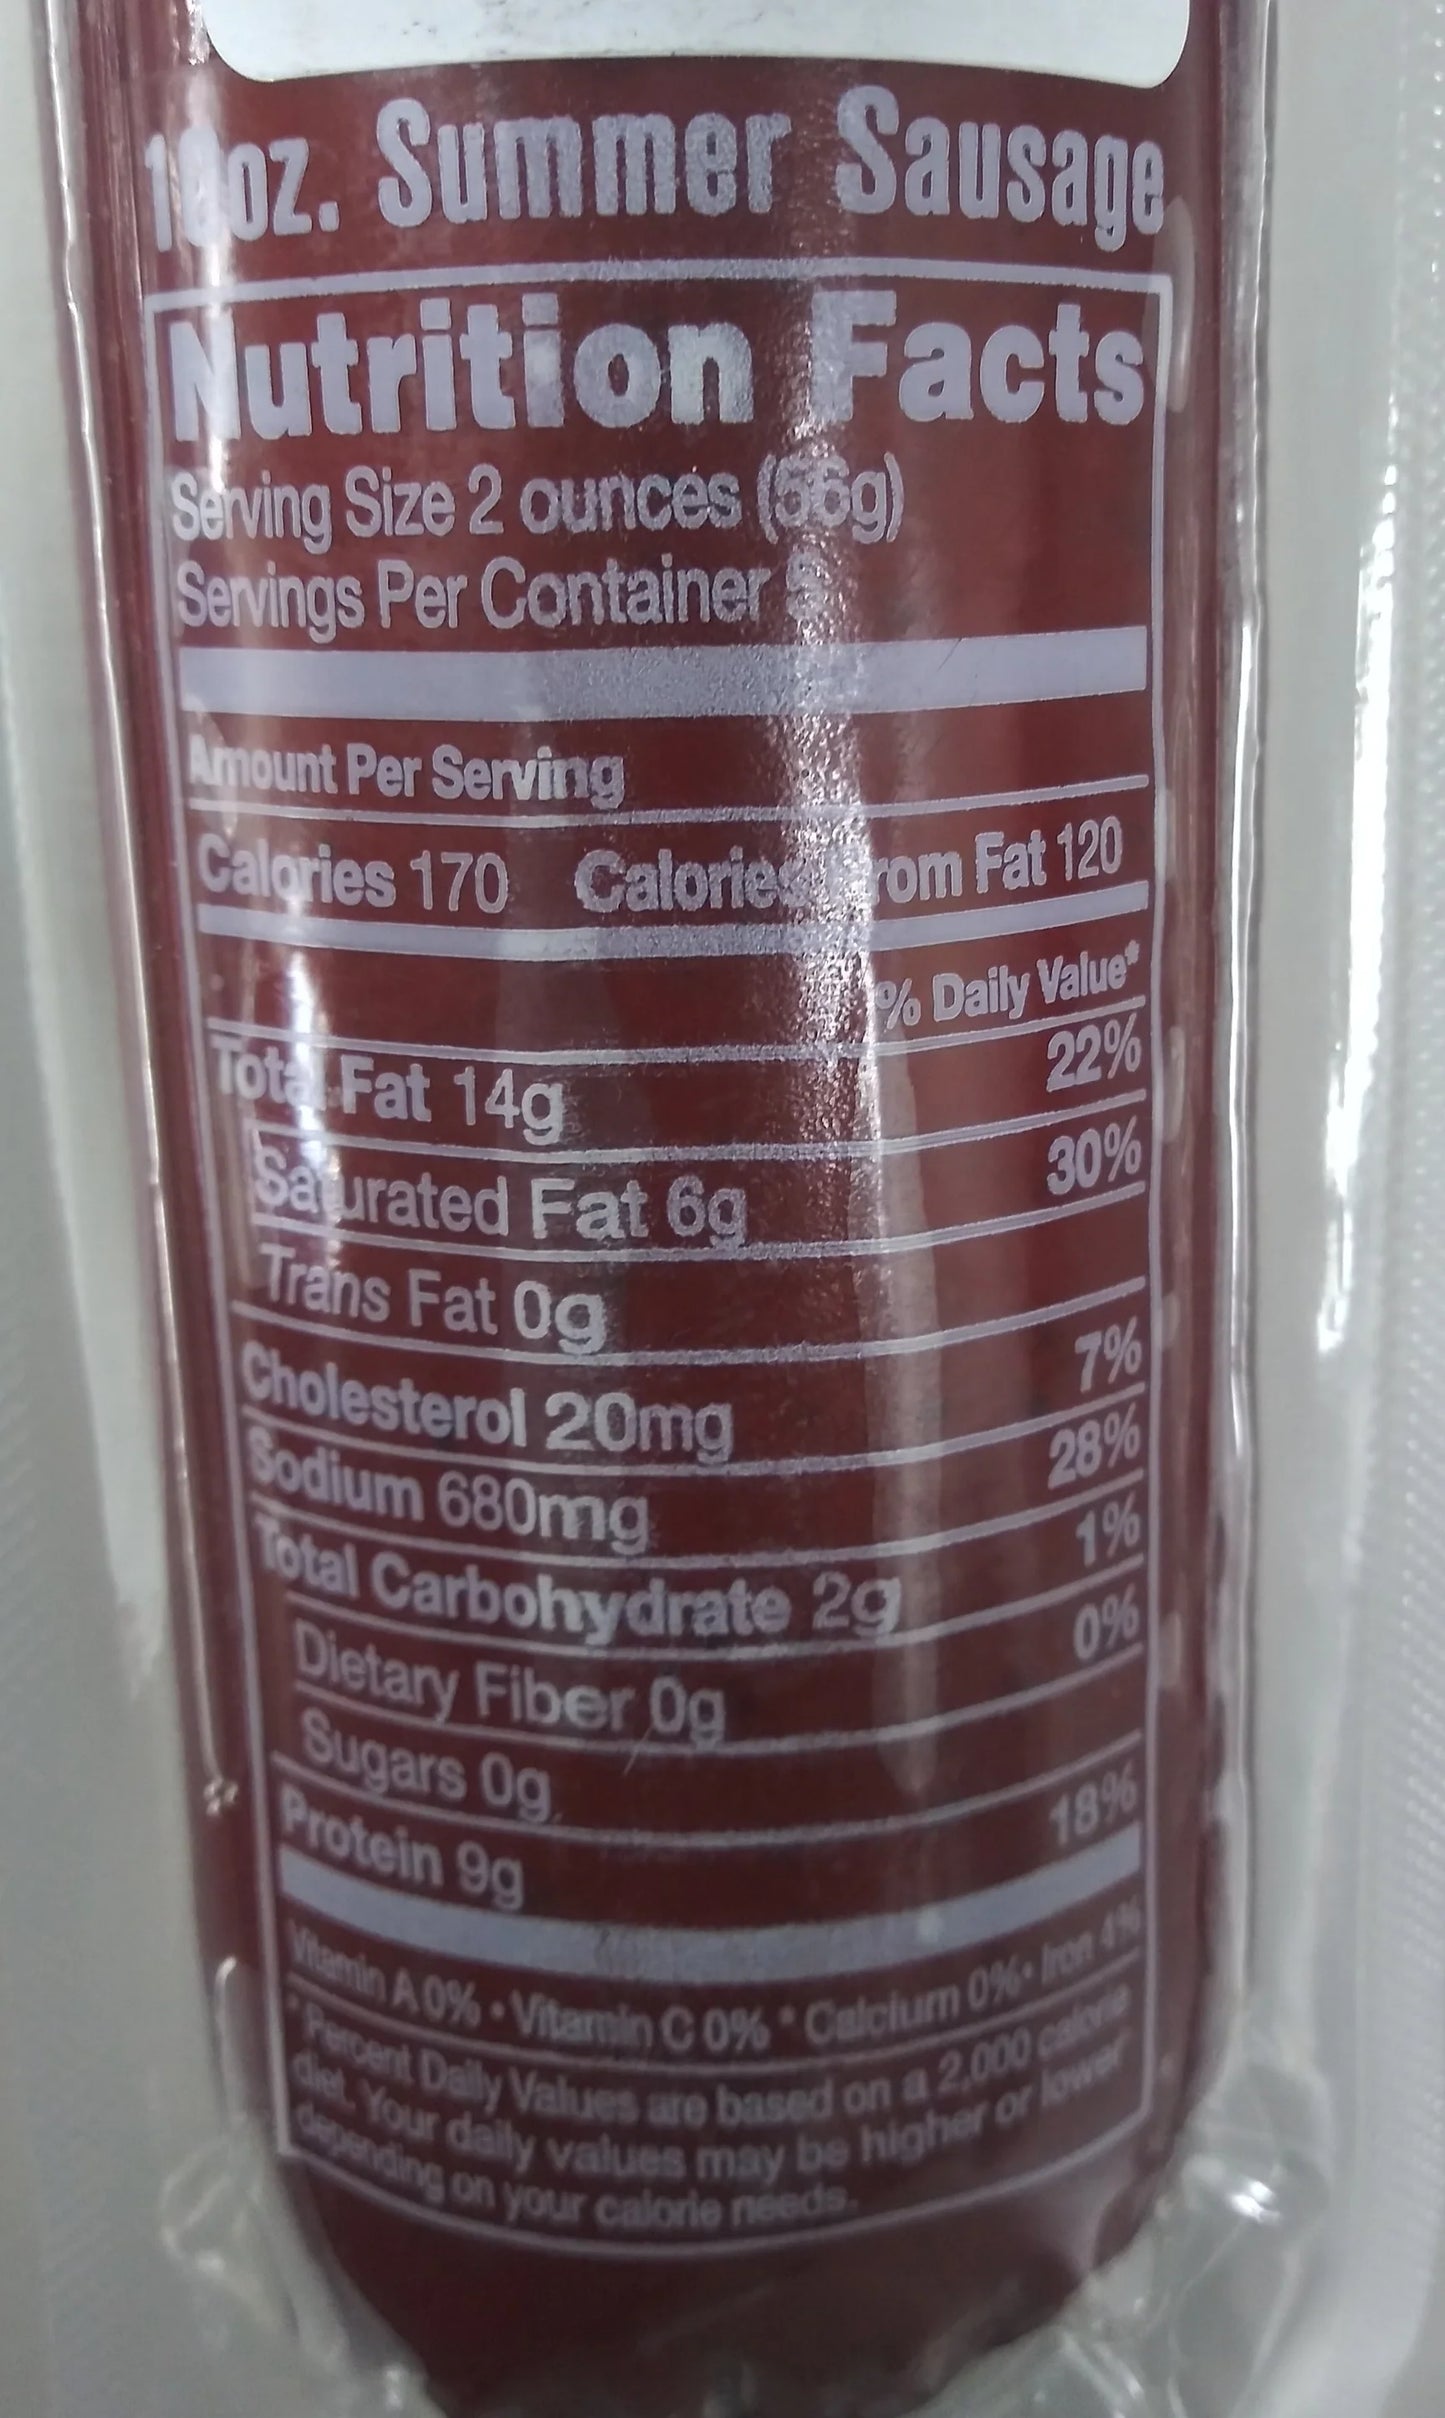 10oz. Summer Sausage
Nutrition Facts
Serving Size 2 ounces (56g)
Servings Per Container 5
Amount Per Serving
Calories 170 Calories From Fat 120
% Daily Value*
Total Fat 14g 22%
Saturated Fat 6g 30%
Trans Fat 0g
Cholesterol 20mg 7%
Sodium 680mg 28%
Total Carbohydrate 2g 1%
Dietary Fiber 0g 0%
Sugars 0g
Protein 9g 18%
Vitamin A 0% • Vitamin C 0% * Calcium 0% • Iron 4%
*Percent Daily Values are based on a 2,000 calorie
diet. Your daily values may be higher or lower
depending on your calorie needs.